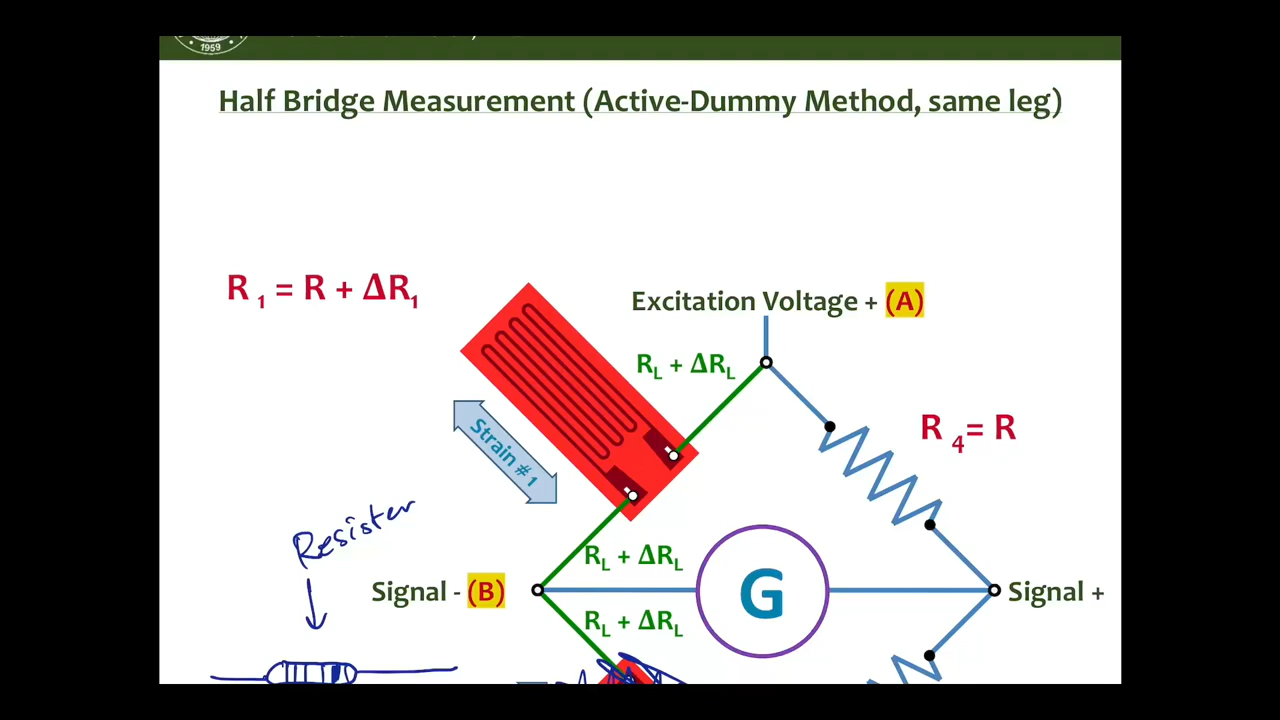 1959
Half Bridge Measurement (Active-Dummy Method, same leg)
R 1 = R + ΔR1
Excitation Voltage + (A)
RL + ΔRL
R 4= R
Strain #1
Resister
RL + ΔRL
Signal - (B)
G
Signal +
RL + ΔRL